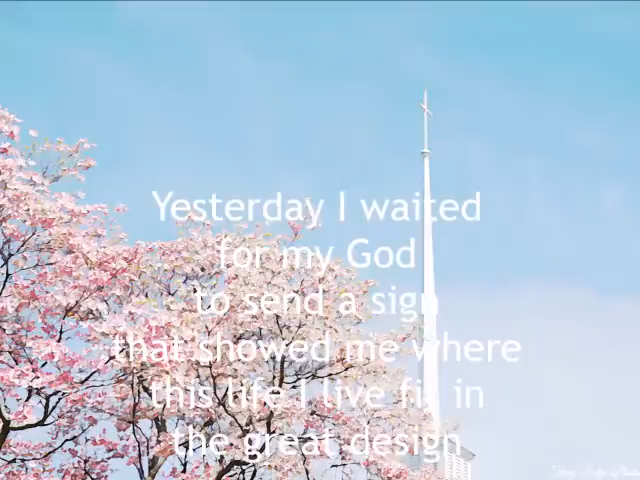 Yesterday I waited
for my God
to send a sign
that showed me where
this life I live fit in
the great design